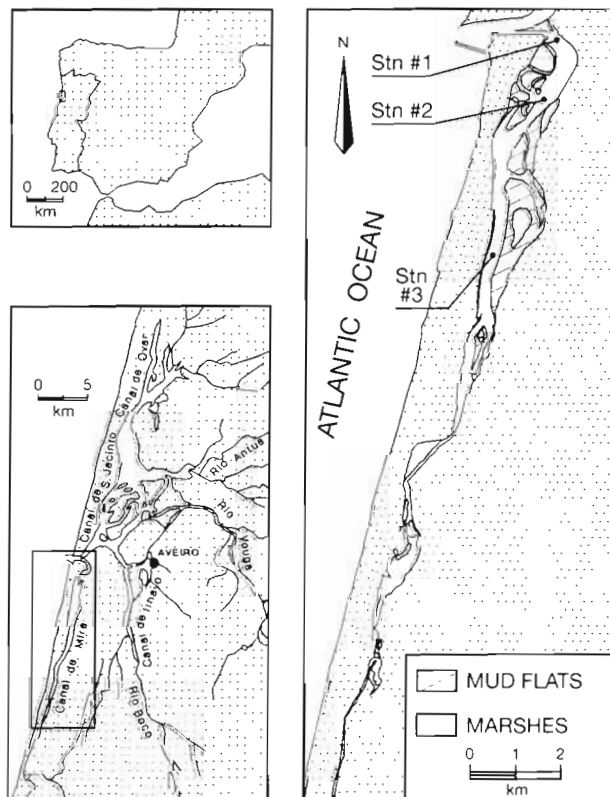 0 200
km
0 5
km
Canal de Ovar
Canal de S. Jacinto
Rio Antua
Rio
Vouga
AVEIRO
Canal de Ilhavo
Canal de Mira
Rio Boco
N
Stn #1
Stn #2
Stn
#3
ATLANTIC OCEAN
MUD FLATS
MARSHES
0 1 2
km